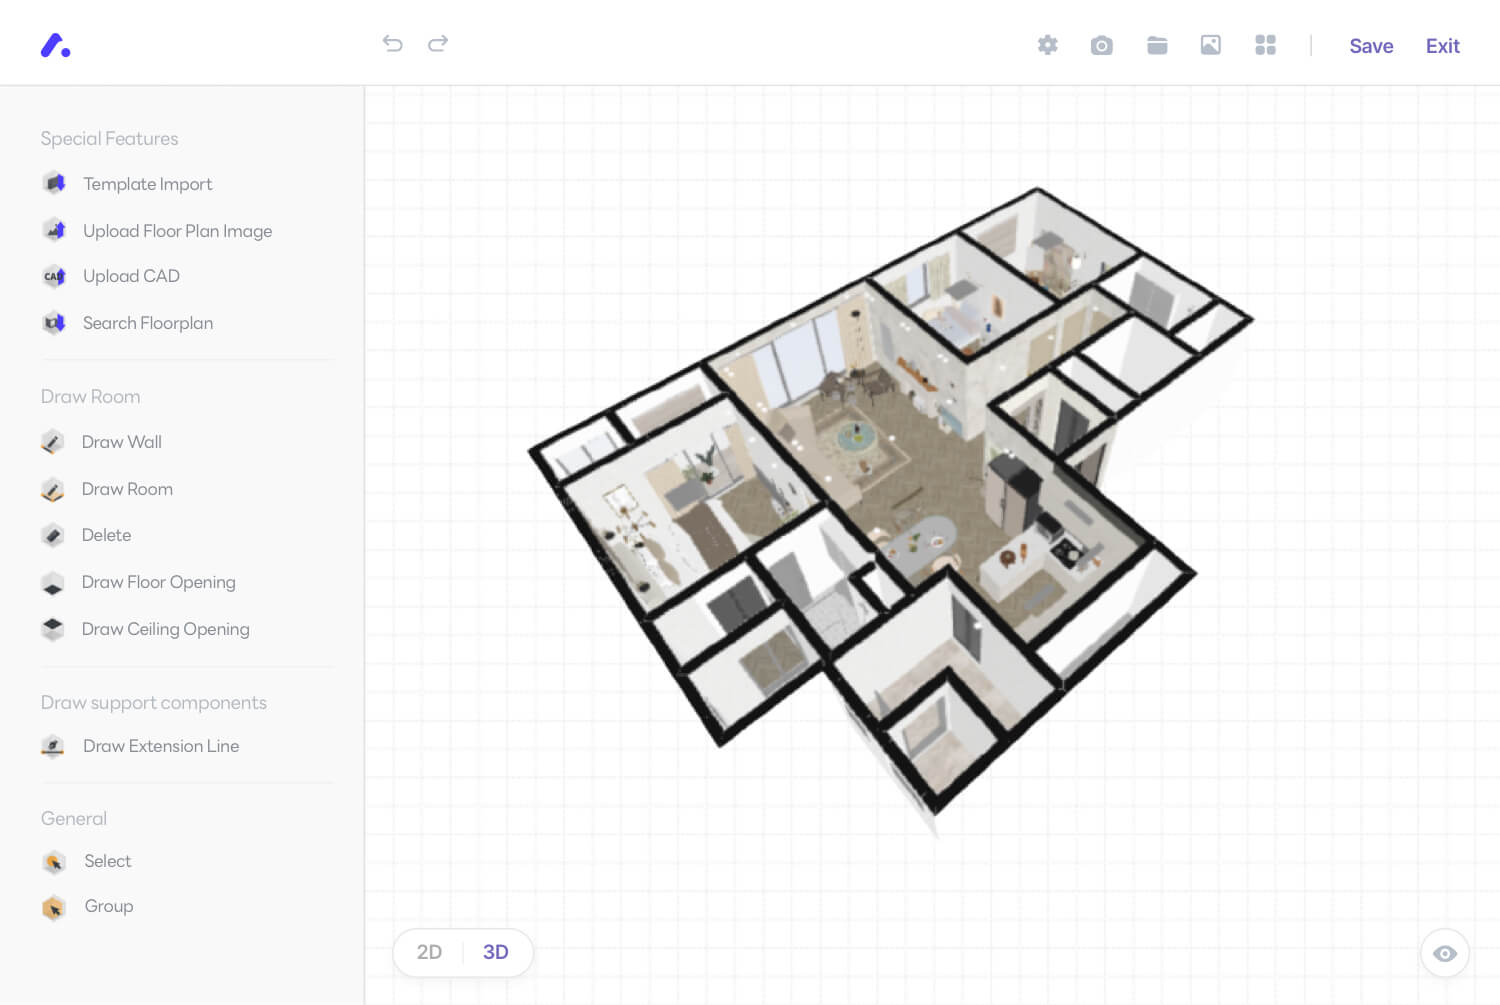 Save
Exit
Special Features
Template Import
Upload Floor Plan Image
CAD
Upload CAD
Search Floorplan
Draw Room
Draw Wall
Draw Room
Delete
Draw Floor Opening
Draw Ceiling Opening
Draw support components
Draw Extension Line
General
Select
Group
2D
3D